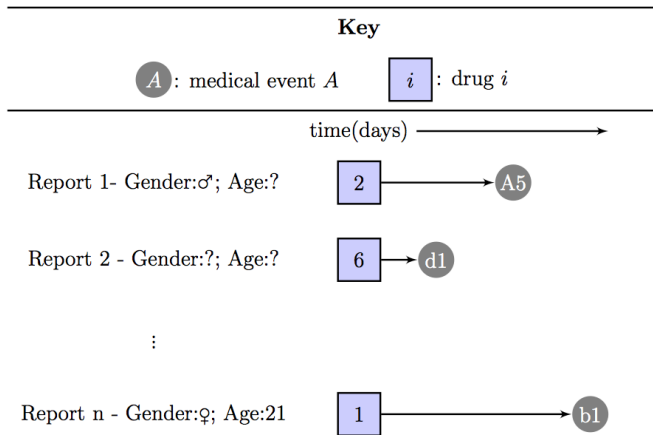 Key
A : medical event A i : drug i
time(days)
Report 1- Gender:♂; Age:? 2 A5
Report 2 - Gender:?; Age:? 6 d1
⋮
Report n - Gender:♀; Age:21 1 b1